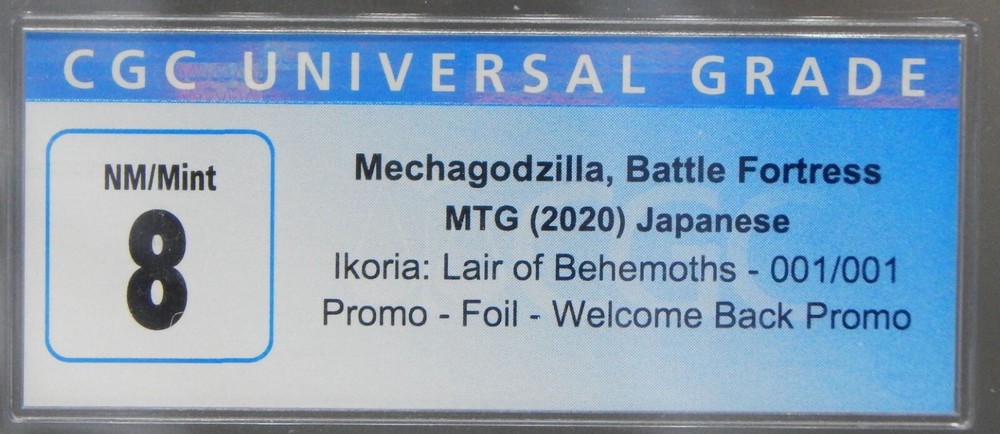 CGC UNIVERSAL GRADE
NM/Mint
8
Mechagodzilla, Battle Fortress
MTG (2020) Japanese
Ikoria: Lair of Behemoths - 001/001
Promo - Foil - Welcome Back Promo